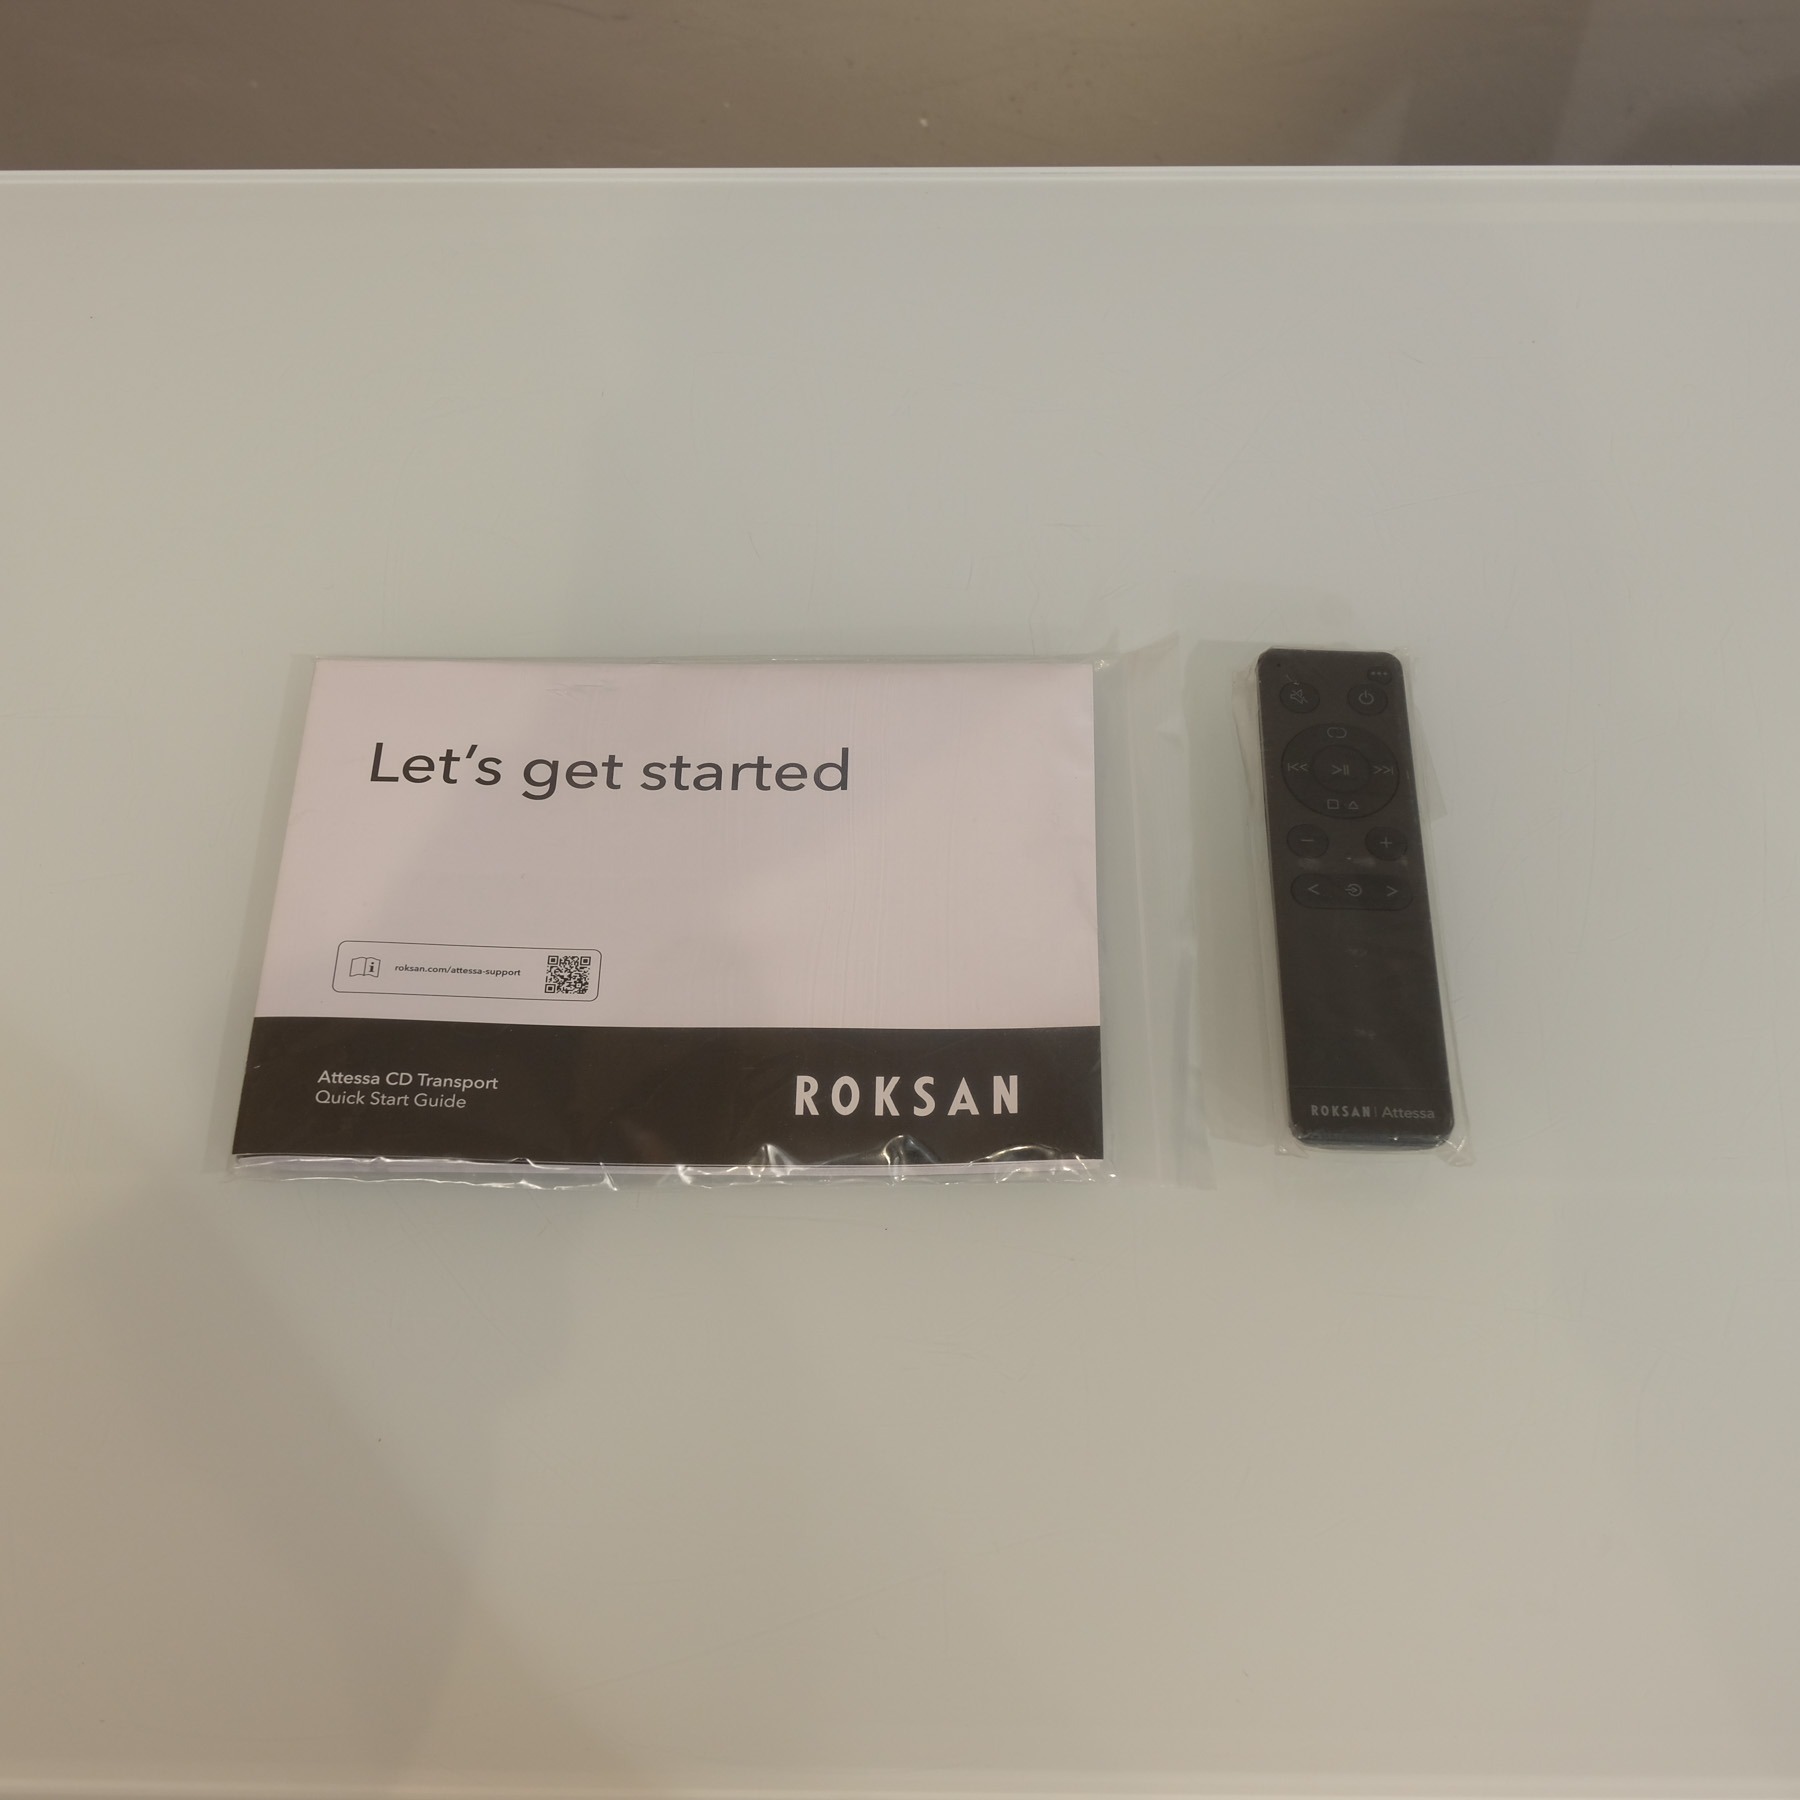 Let's get started
roksan.com/attessa-support
Attessa CD Transport
Quick Start Guide
ROKSAN
ROKSAN | Attessa